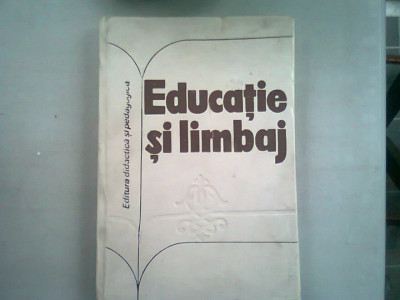 Educație
și limbaj
Editura didactică și pedagogică